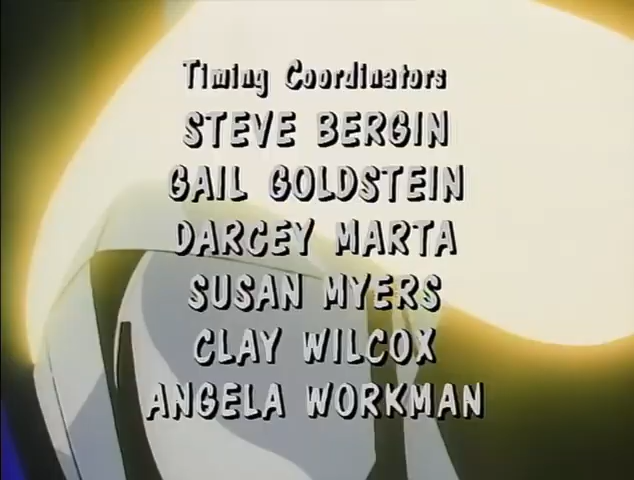 Timing Coordinators
STEVE BERGIN
GAIL GOLDSTEIN
DARCEY MARTA
SUSAN MYERS
CLAY WILCOX
ANGELA WORKMAN